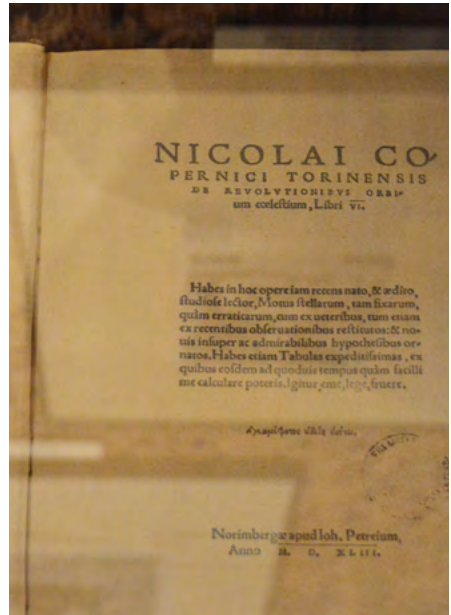 NICOLAI CO-
PERNICI TORINENSIS
DE REVOLVTIONIBVS ORBI-
um cœleſtium, Libri VI.
Habes in hoc opere iam recens nato, & ædito,
ſtudioſe lector, Motus ſtellarum, tam fixarum,
quàm erraticarum, cum ex ueteribus, tum etiam
ex recentibus obſeruationibus reſtitutos: & no-
uis inſuper ac admirabilibus hypotheſibus or-
natos. Habes etiam Tabulas expeditiſsimas, ex
quibus eoſdem ad quoduis tempus quàm facilli
me calculare poteris. Igitur eme, lege, fruere.
Norimbergæ apud Ioh. Petreium,
Anno M. D. XLIII.